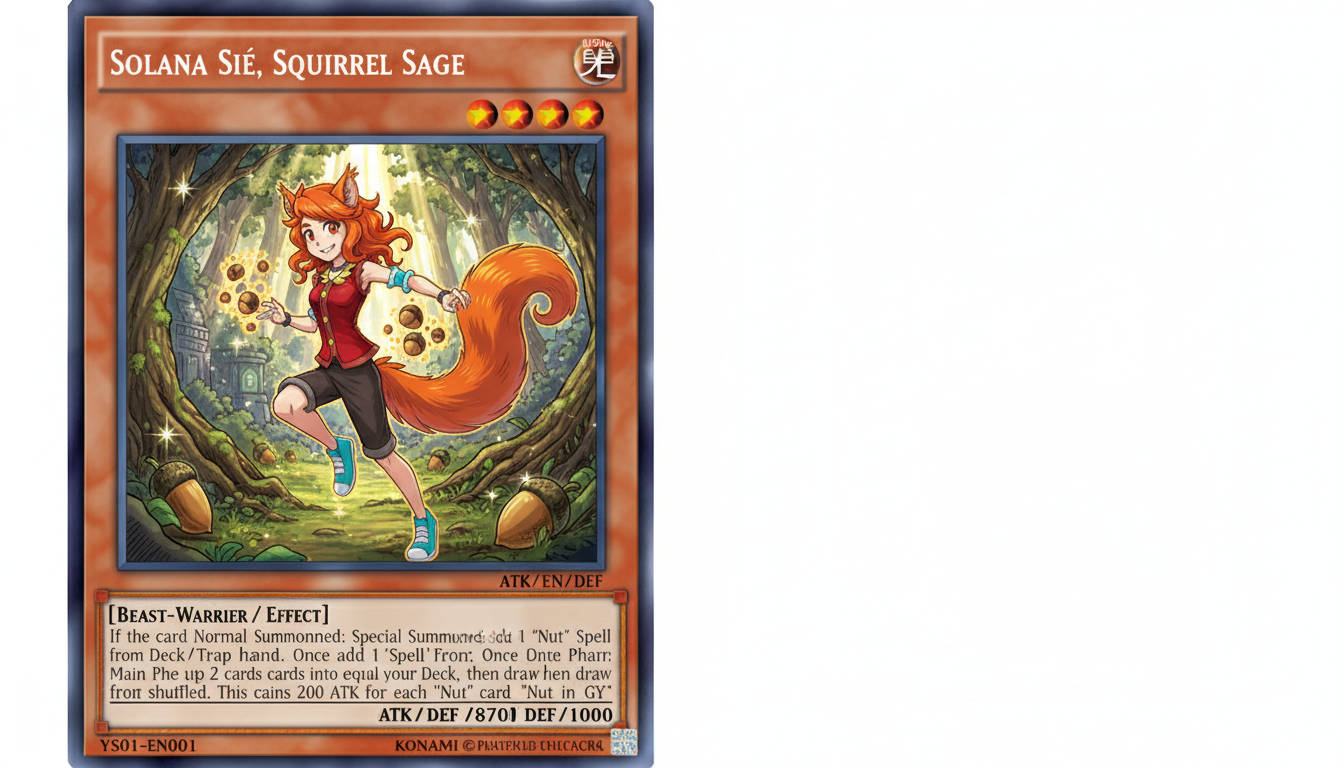 Solana Sié, Squirrel Sage
ATK/EN/DEF
[Beast-Warrier / Effect]
If the card Normal Summonned: Special 1 "Nut" Spell
from Deck/Trap hand. Once add 1 'Spell' From. Once Onte Pharr:
Main Phe up 2 cards cards into equal your Deck, then draw hen draw
front shuffled. This cains 200 ATK for each "Nut" card "Nut in GY"
ATK/DEF /8701 DEF/1000
YS01-EN001 KONAMI ©